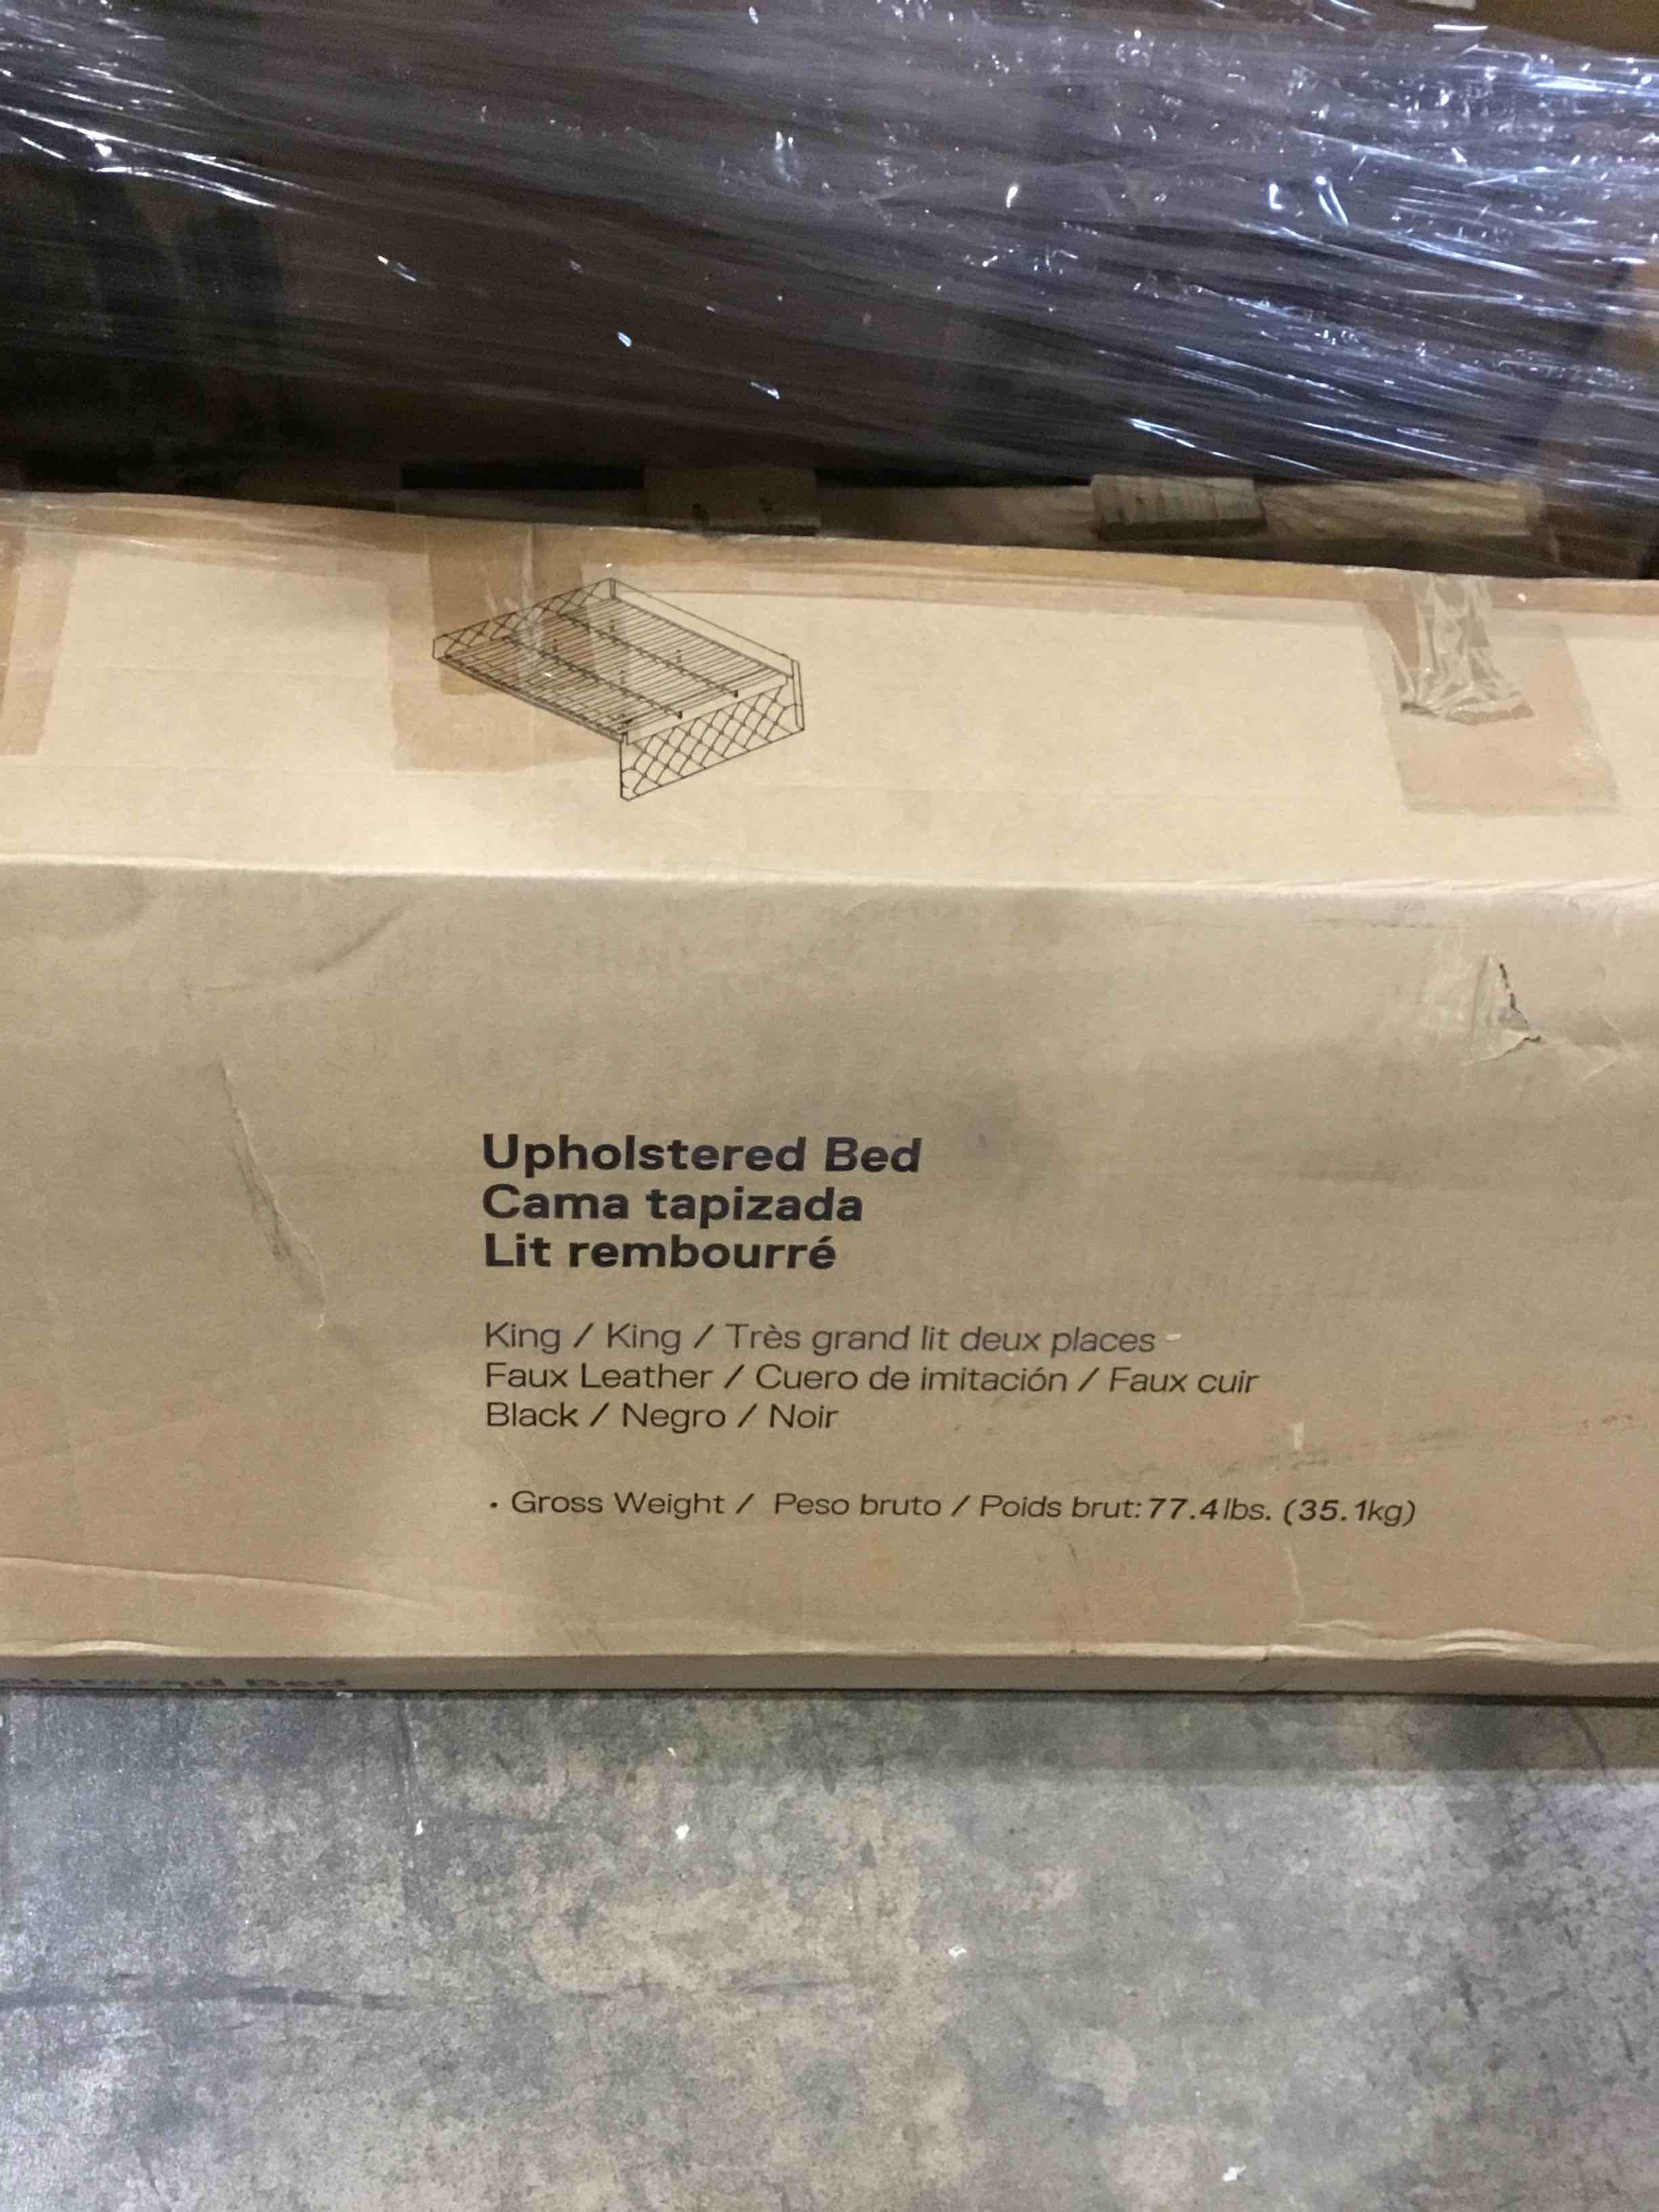 Upholstered Bed
Cama tapizada
Lit rembourré
King / King / Très grand lit deux places
Faux Leather / Cuero de imitación / Faux cuir
Black / Negro / Noir
• Gross Weight / Peso bruto / Poids brut: 77.4 lbs. (35.1kg)
Bed